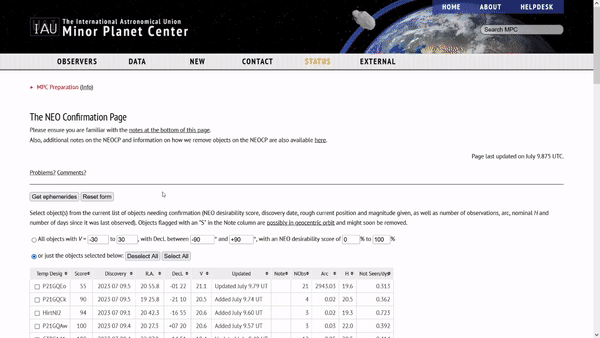 HOME ABOUT HELPDESK
IAU
The International Astronomical Union
Minor Planet Center
Search MPC
OBSERVERS DATA NEW CONTACT STATUS EXTERNAL
▸ MPC Preparation (Info)
The NEO Confirmation Page
Please ensure you are familiar with the notes at the bottom of this page.
Also, additional notes on the NEOCP and information on how we remove objects on the NEOCP are also available here.
Page last updated on July 9.875 UTC.
Problems? Comments?
Get ephemerides Reset form
Select object(s) from the current list of objects needing confirmation (NEO desirability score, discovery date, rough current position and magnitude given, as well as number of observations, arc, nominal H and
number of days since it was last observed). Objects flagged with an "S" in the Note column are possibly in geocentric orbit and might soon be removed.
All objects with V = -30 to 30 , with Decl. between -90 ° and +90 °, with an NEO desirability score of 0 % to 100 %
or just the objects selected below: Deselect All Select All
Temp Desig Score Discovery R.A. Decl. V Updated Note NObs Arc H Not Seen/dys
P21GQLo 55 2023 07 09.5 20 55.8 -01 22 21.1 Updated July 9.79 UT 21 2943.03 19.6 0.313
P21GQCk 90 2023 07 09.5 19 25.8 -21 10 20.5 Added July 9.74 UT 4 0.02 20.5 0.362
HirtNJ2 94 2023 07 09.1 20 42.3 -16 55 20.6 Added July 9.60 UT 3 0.02 19.3 0.723
P21GQAw 100 2023 07 09.4 20 27.3 +07 20 20.6 Added July 9.57 UT 3 22.0 0.392